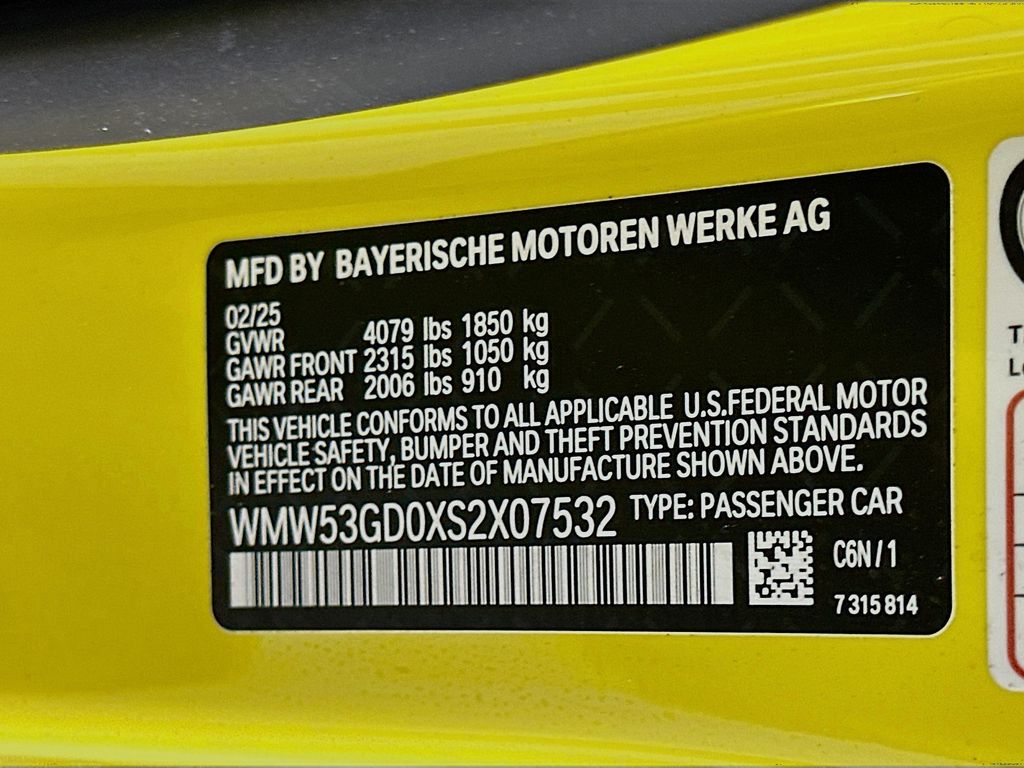 MFD BY BAYERISCHE MOTOREN WERKE AG
02/25
GVWR 4079 lbs 1850 kg
GAWR FRONT 2315 lbs 1050 kg
GAWR REAR 2006 lbs 910 kg
THIS VEHICLE CONFORMS TO ALL APPLICABLE U.S.FEDERAL MOTOR
VEHICLE SAFETY, BUMPER AND THEFT PREVENTION STANDARDS
IN EFFECT ON THE DATE OF MANUFACTURE SHOWN ABOVE.
WMW53GD0XS2X07532 TYPE: PASSENGER CAR
C6N/1
7 315 814